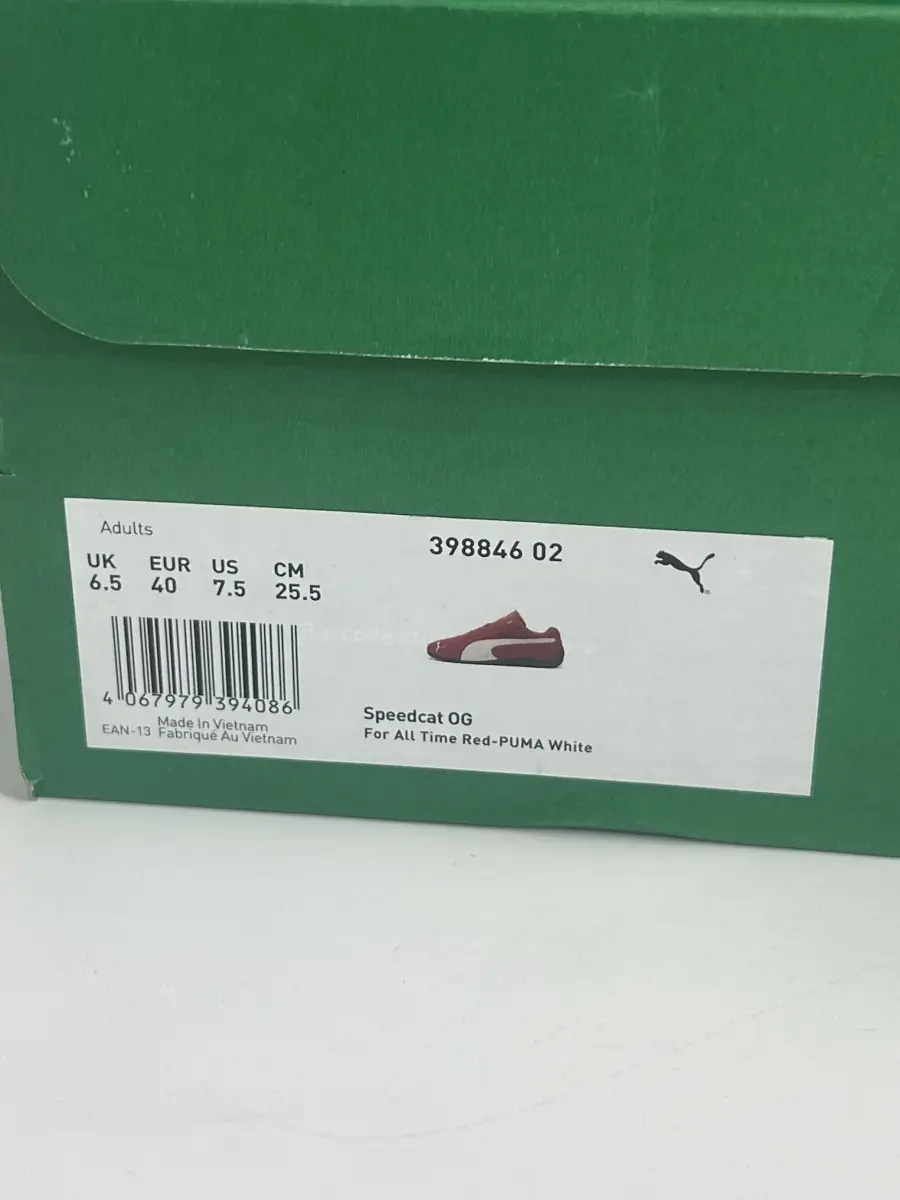 Adults
UK EUR US CM
6.5 40 7.5 25.5
398846 02
4 067979 394086
EAN-13 Made In Vietnam
Fabriqué Au Vietnam
Speedcat OG
For All Time Red-PUMA White